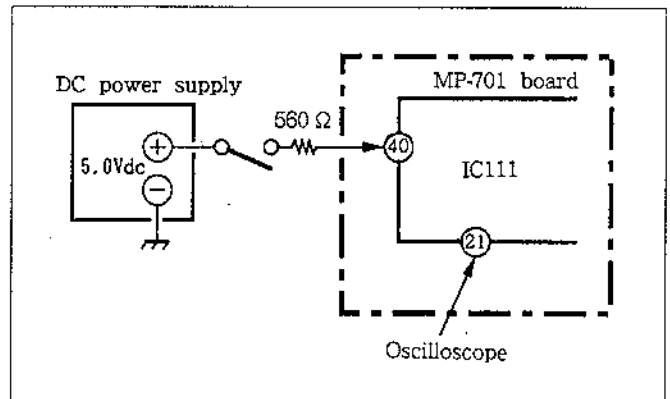 DC power supply
MP-701 board
560 Ω
+
5.0Vdc
−
40
IC111
21
Oscilloscope